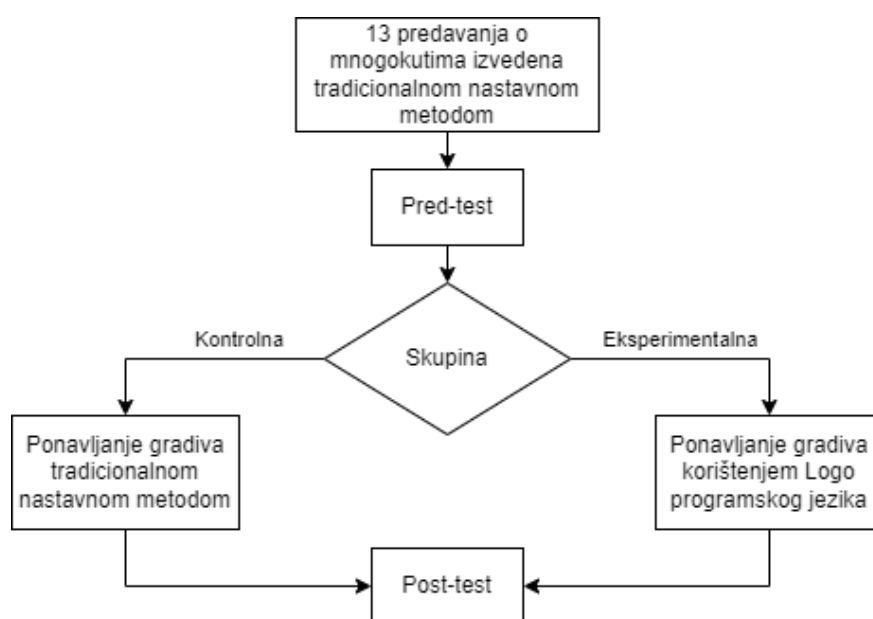 13 predavanja o
mnogokutima izvedena
tradicionalnom nastavnom
metodom
Pred-test
Skupina
Kontrolna
Eksperimentalna
Ponavljanje gradiva
tradicionalnom
nastavnom metodom
Ponavljanje gradiva
korištenjem Logo
programskog jezika
Post-test